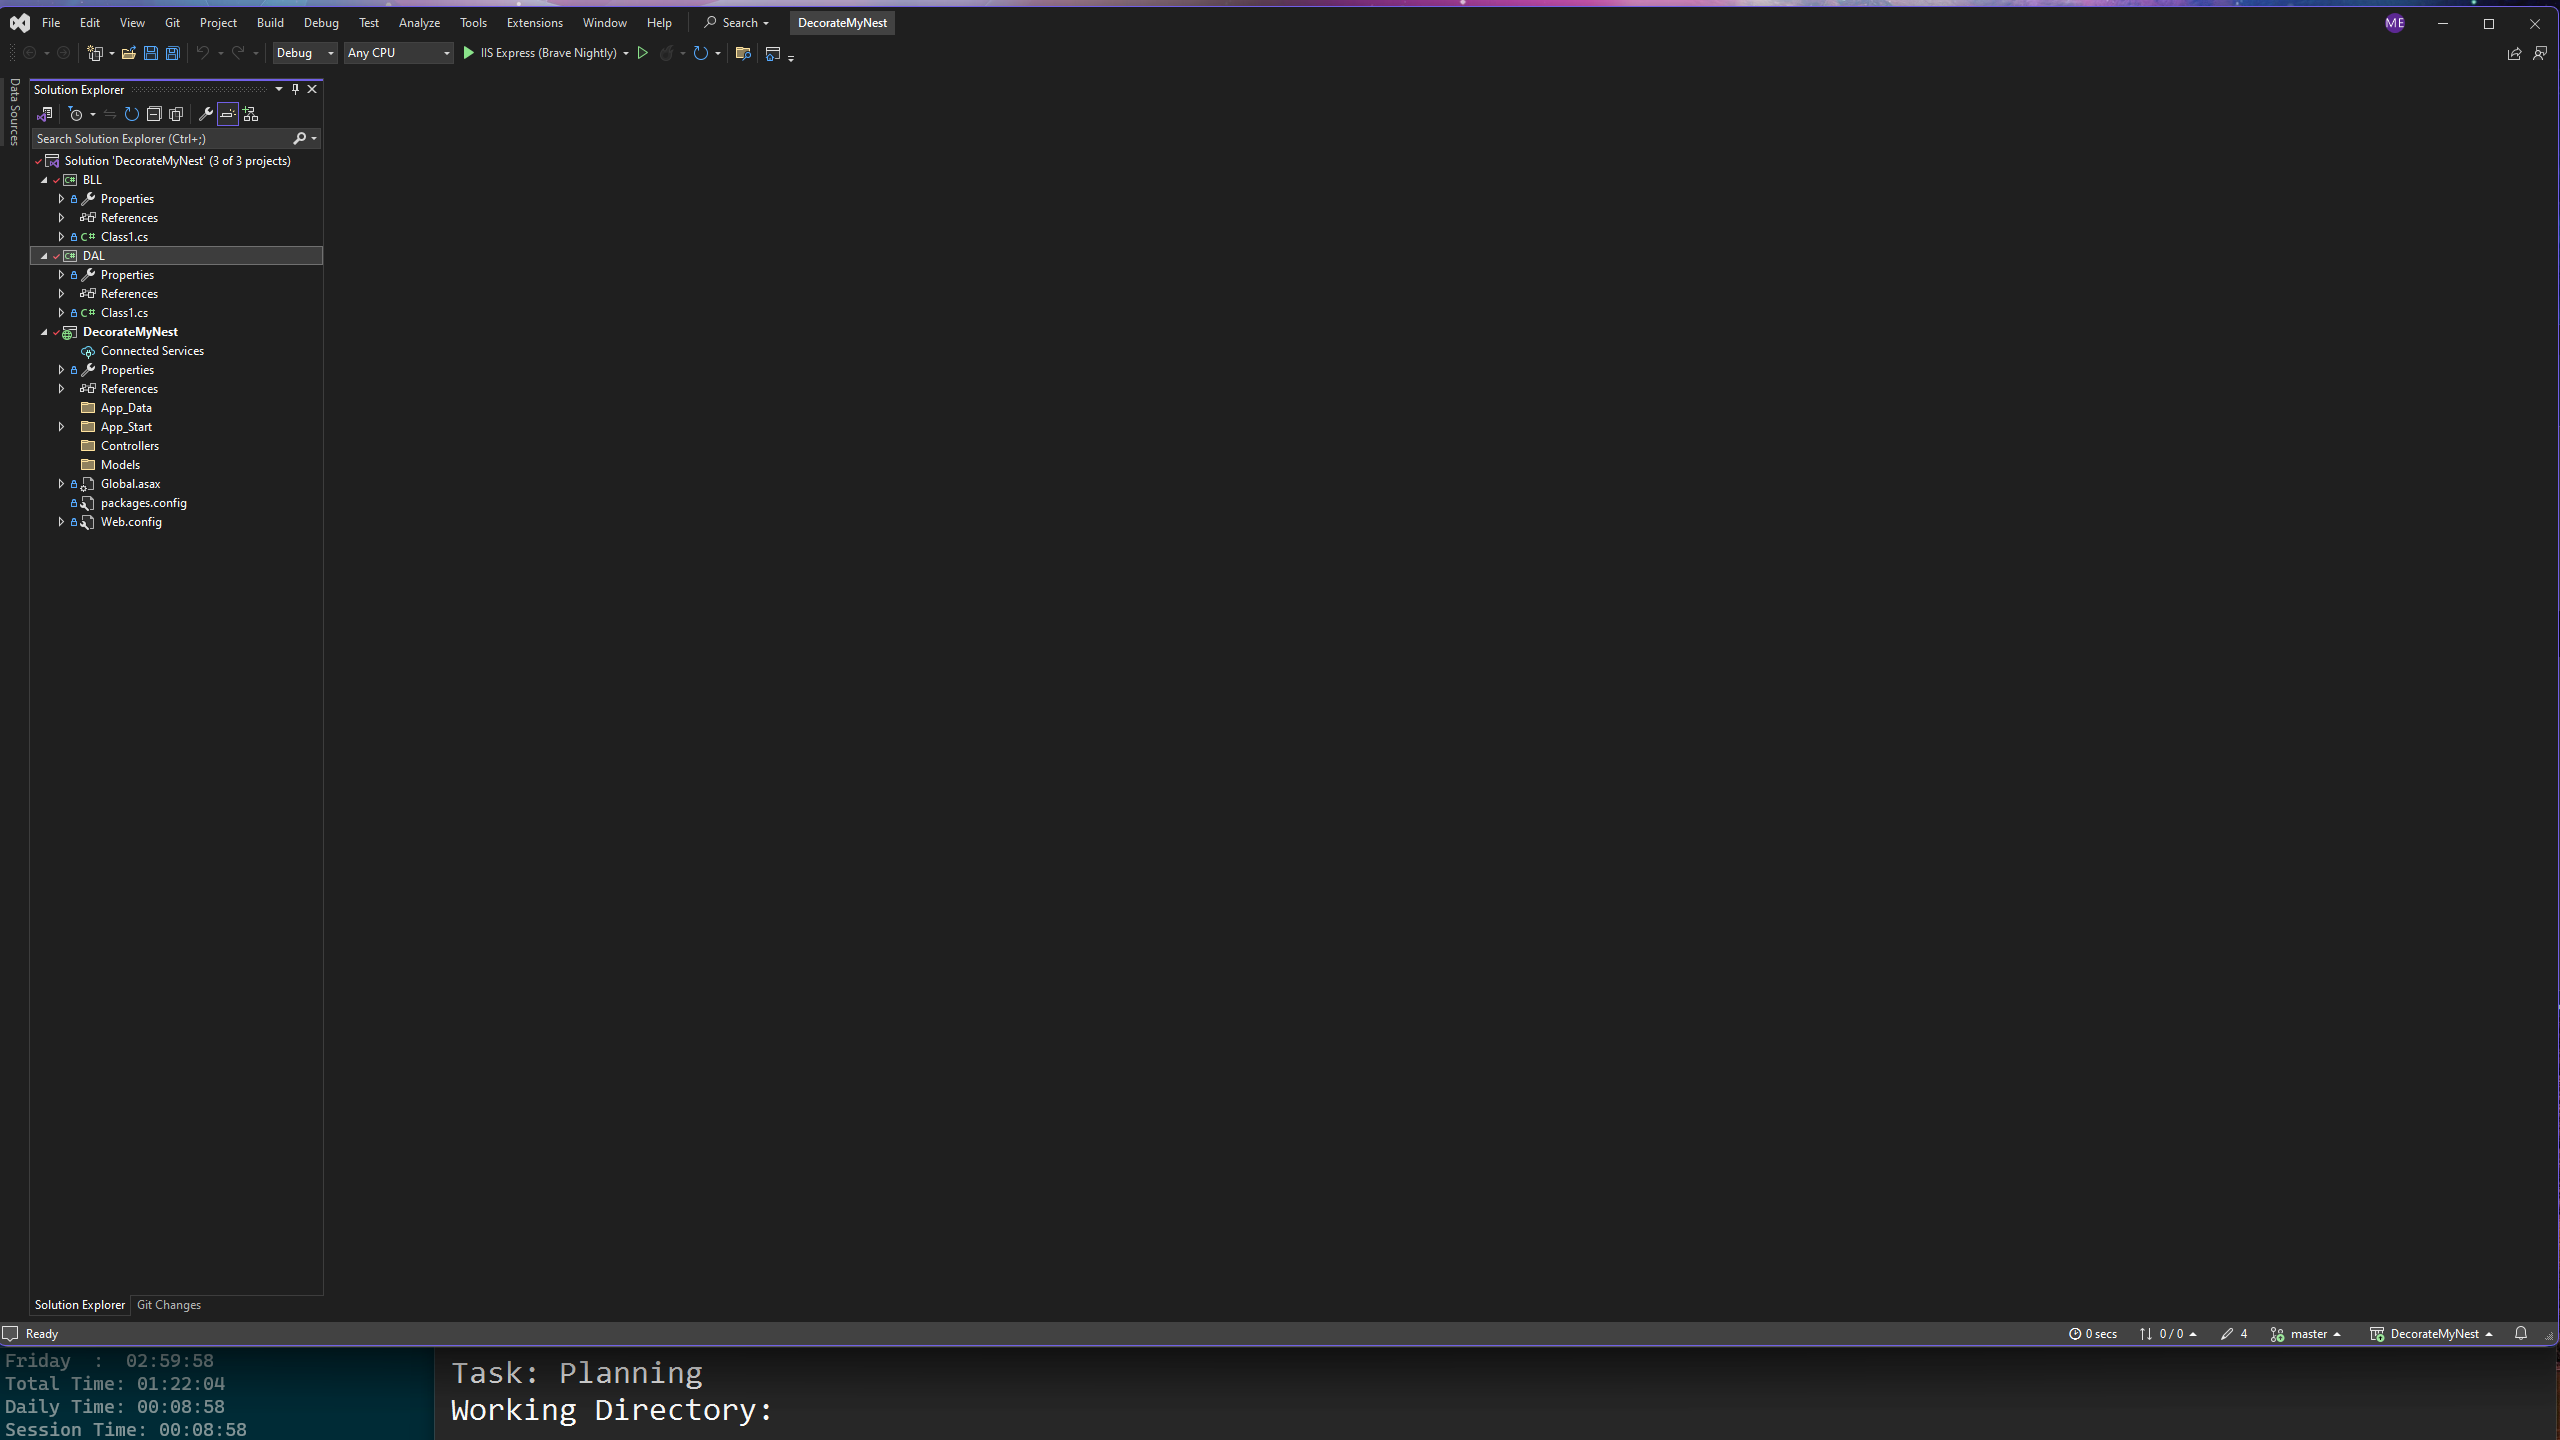 File Edit View Git Project Build Debug Test Analyze Tools Extensions Window Help Search DecorateMyNest ME
Debug Any CPU IIS Express (Brave Nightly)
Data Sources
Solution Explorer
Search Solution Explorer (Ctrl+;)
Solution 'DecorateMyNest' (3 of 3 projects)
C# BLL
Properties
References
C# Class1.cs
C# DAL
Properties
References
C# Class1.cs
DecorateMyNest
Connected Services
Properties
References
App_Data
App_Start
Controllers
Models
Global.asax
packages.config
Web.config
Solution Explorer Git Changes
Ready 0 secs 0 / 0 4 master DecorateMyNest
Friday : 02:59:58
Total Time: 01:22:04
Daily Time: 00:08:58
Session Time: 00:08:58
Task: Planning
Working Directory: